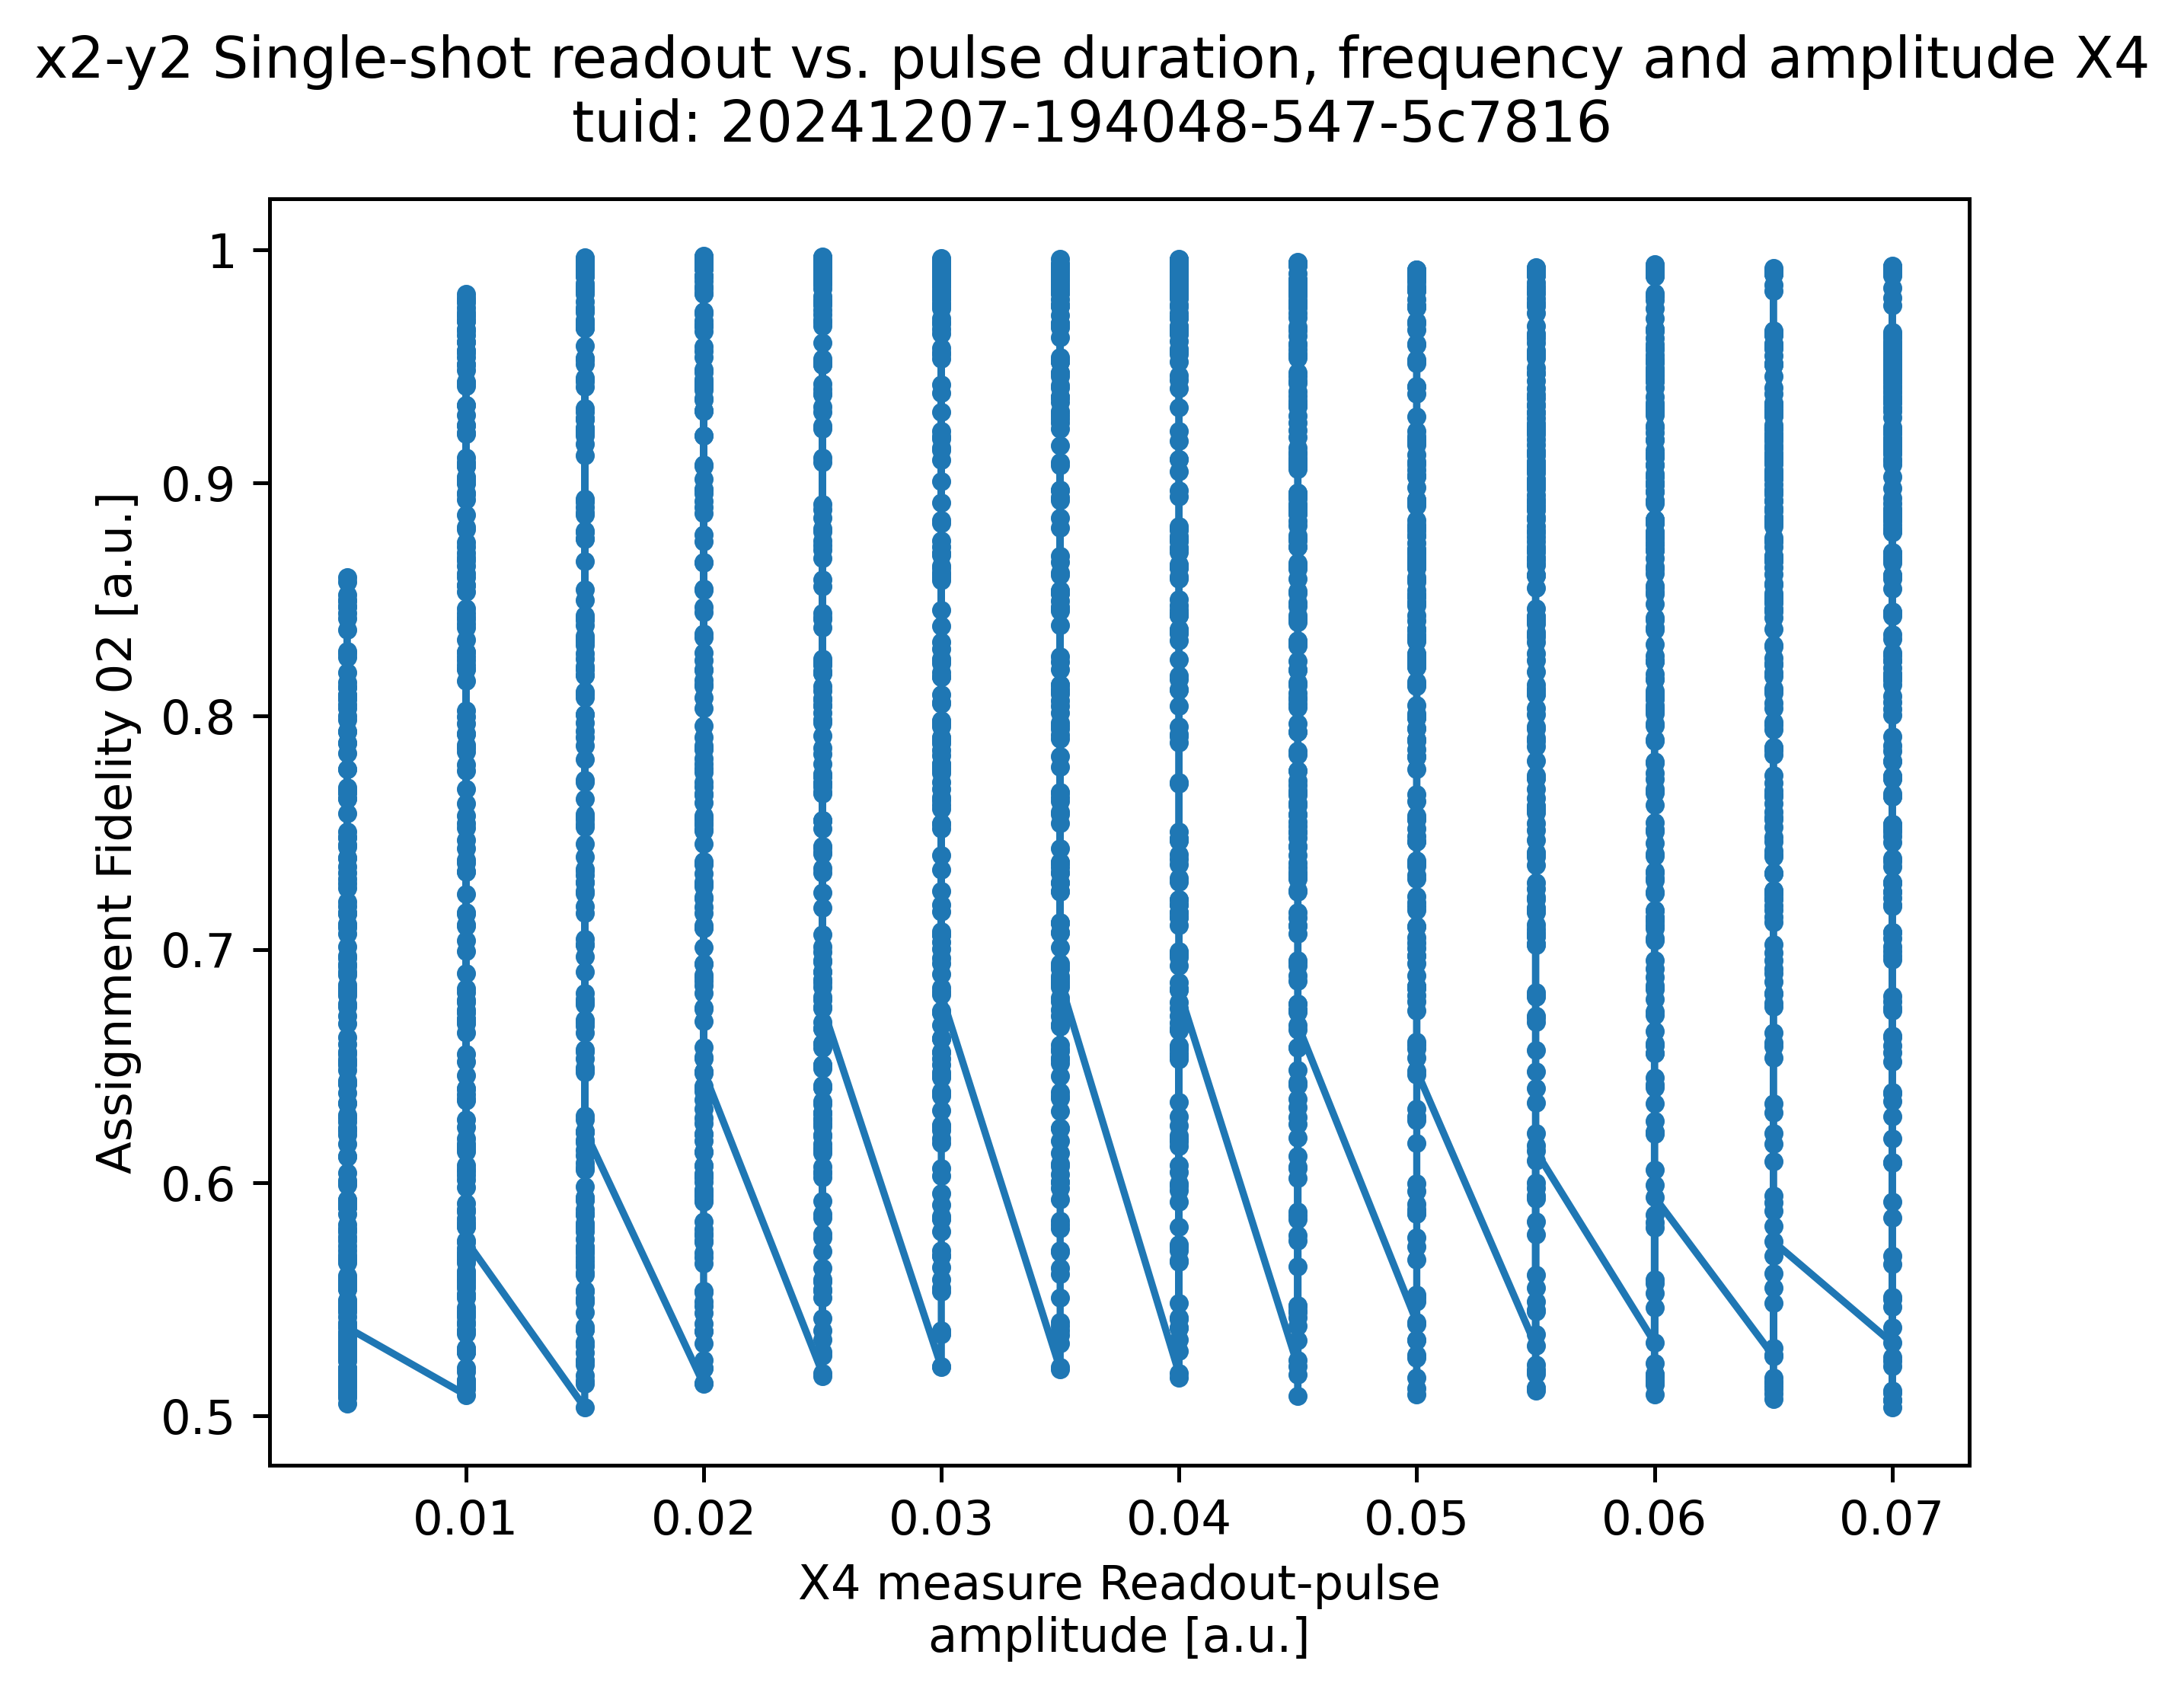 x2-y2 Single-shot readout vs. pulse duration, frequency and amplitude X4
tuid: 20241207-194048-547-5c7816
Assignment Fidelity 02 [a.u.]
1
0.9
0.8
0.7
0.6
0.5
0.01 0.02 0.03 0.04 0.05 0.06 0.07
X4 measure Readout-pulse
amplitude [a.u.]